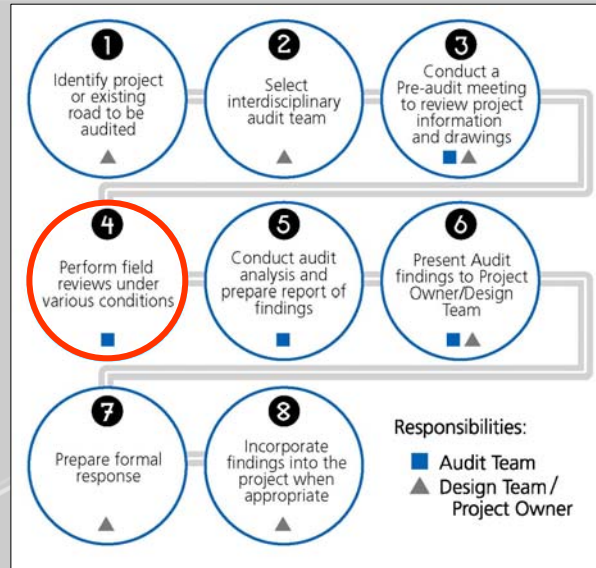 1
Identify project
or existing
road to be
audited
2
Select
interdisciplinary
audit team
3
Conduct a
Pre-audit meeting
to review project
information
and drawings
4
Perform field
reviews under
various conditions
5
Conduct audit
analysis and
prepare report of
findings
6
Present Audit
findings to Project
Owner/Design
Team
7
Prepare formal
response
8
Incorporate
findings into the
project when
appropriate
Responsibilities:
Audit Team
Design Team/
Project Owner